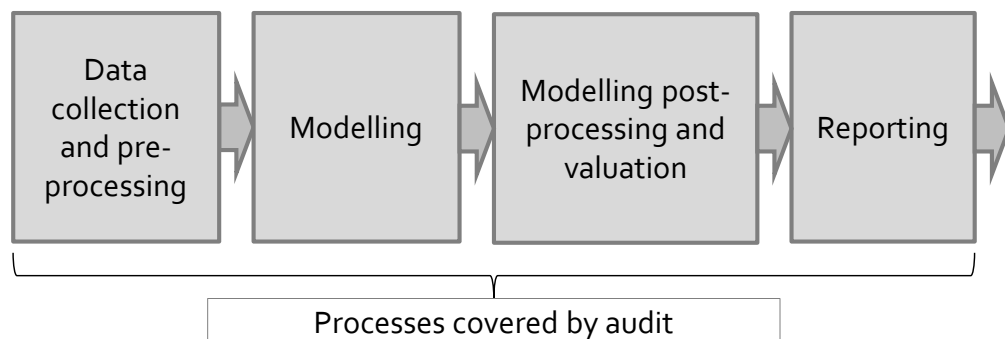 Data
collection
and pre-
processing
Modelling
Modelling post-
processing and
valuation
Reporting
Processes covered by audit